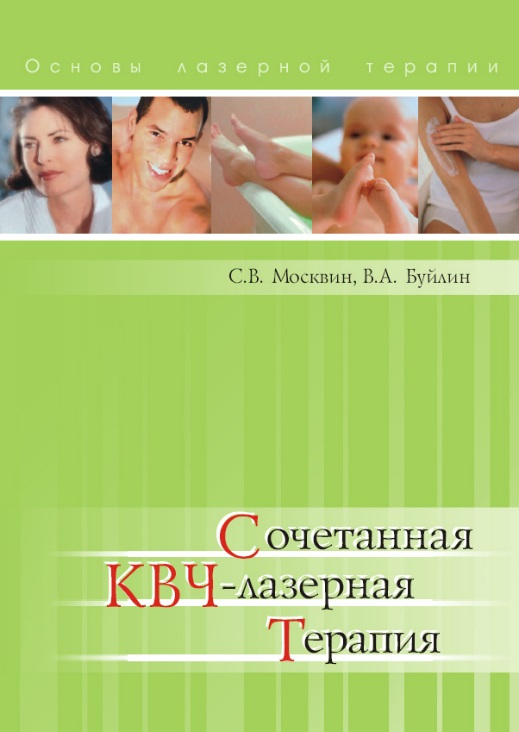 Основы лазерной терапии
С.В. Москвин, В.А. Буйлин
Сочетанная
КВЧ-лазерная
Терапия